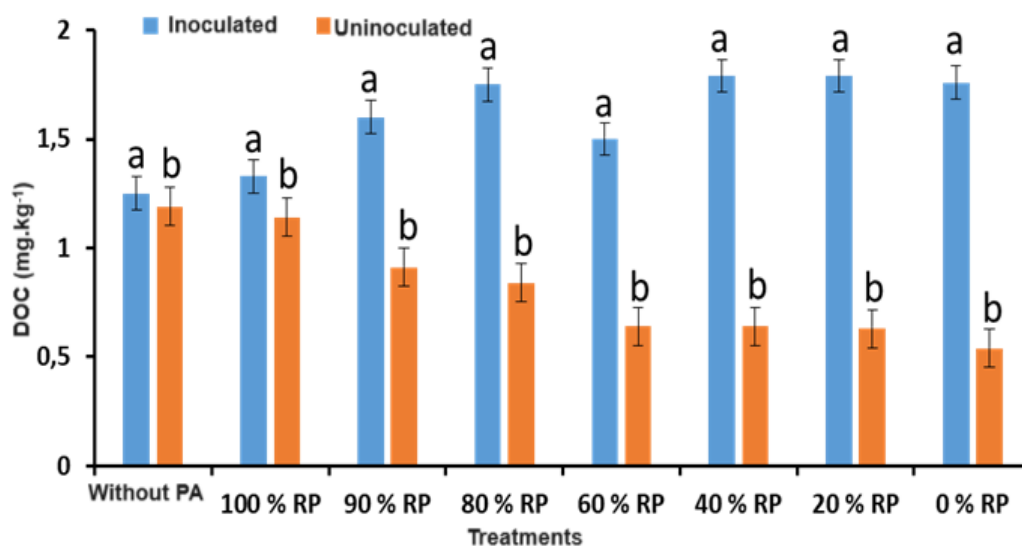 Inoculated Uninoculated
2
1,5
1
0,5
0
DOC (mg.kg⁻¹)
a b a b a b a b a b a b a b a b
Without PA 100 % RP 90 % RP 80 % RP 60 % RP 40 % RP 20 % RP 0 % RP
Treatments